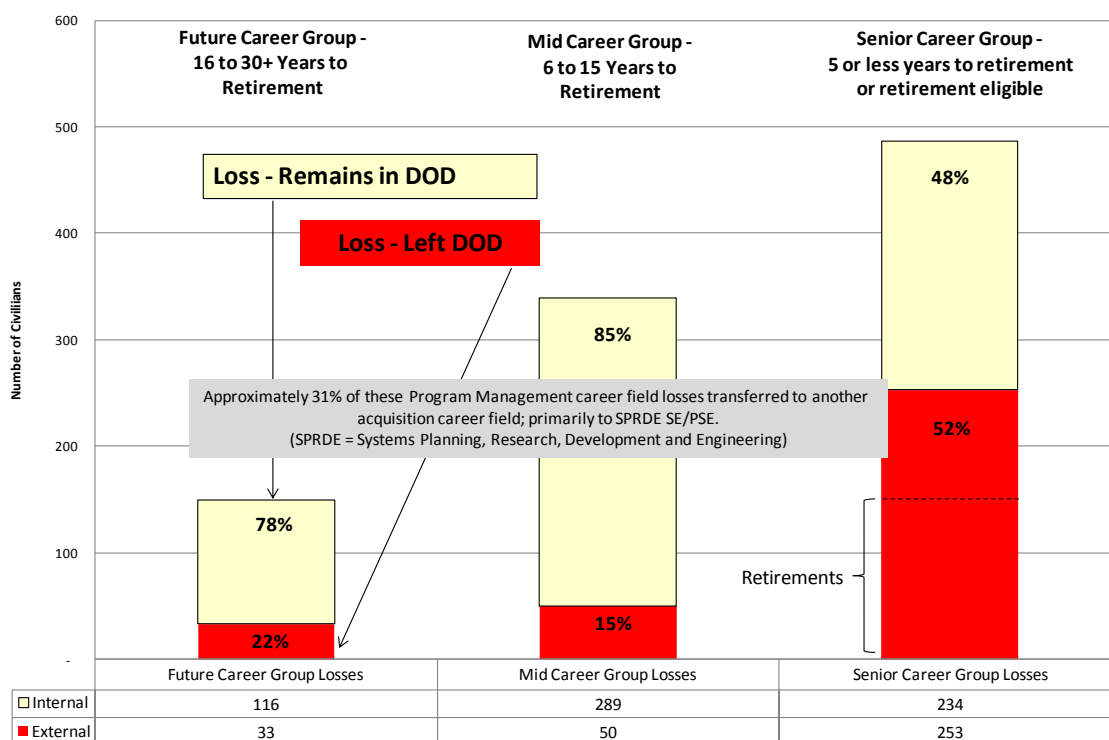 600
500
400
300
200
100
-
Number of Civilians
Future Career Group -
16 to 30+ Years to
Retirement
Mid Career Group -
6 to 15 Years to
Retirement
Senior Career Group -
5 or less years to retirement
or retirement eligible
Loss - Remains in DOD
Loss - Left DOD
48%
85%
Approximately 31% of these Program Management career field losses transferred to another
acquisition career field; primarily to SPRDE SE/PSE.
(SPRDE = Systems Planning, Research, Development and Engineering)
52%
78%
Retirements
22%
15%
Future Career Group Losses Mid Career Group Losses Senior Career Group Losses
Internal 116 289 234
External 33 50 253